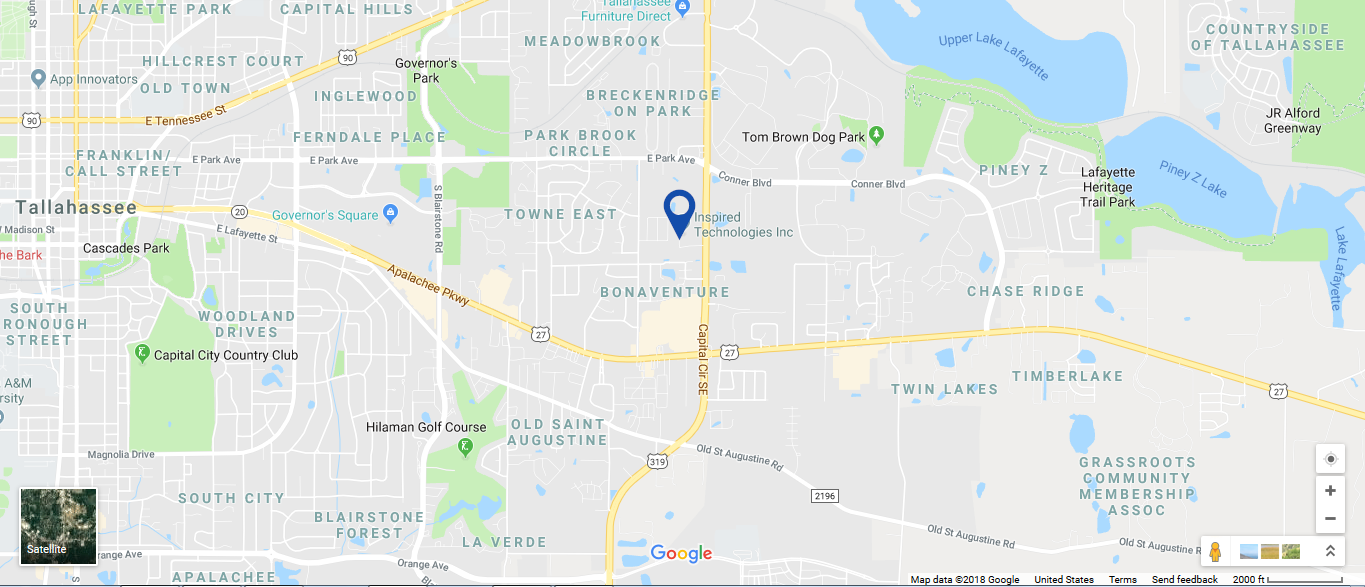 LAFAYETTE PARK
CAPITAL HILLS
Tallahassee
Furniture Direct
MEADOWBROOK
COUNTRYSIDE
OF TALLAHASSEE
Upper Lake Lafayette
90
HILLCREST COURT
Governor's
Park
App Innovators
OLD TOWN
INGLEWOOD
BRECKENRIDGE
ON PARK
90
E Tennessee St
JR Alford
Greenway
FERNDALE PLACE
PARK BROOK
CIRCLE
Tom Brown Dog Park
FRANKLIN/
CALL STREET
E Park Ave
E Park Ave
E Park Ave
Conner Blvd
Conner Blvd
PINEY Z
Lafayette
Heritage
Trail Park
Piney Z Lake
Tallahassee
20
Governor's Square
S Blairstone Rd
TOWNE EAST
Inspired
Technologies Inc
Madison St
E Lafayette St
Cascades Park
he Bark
Lake Lafayette
Apalachee Pkwy
BONAVENTURE
CHASE RIDGE
SOUTH
RONOUGH
STREET
WOODLAND
DRIVES
27
Capital Cir SE
27
Capital City Country Club
A&M
rsity
TWIN LAKES
TIMBERLAKE
27
Hilaman Golf Course
OLD SAINT
AUGUSTINE
Magnolia Drive
319
Old St Augustine Rd
GRASSROOTS
COMMUNITY
MEMBERSHIP
ASSOC
2196
SOUTH CITY
BLAIRSTONE
FOREST
LA VERDE
Old St Augustine Rd
Old St Augustine R
Satellite
Orange Ave
Orange Ave
Google
APALACHEE
Map data ©2018 Google
United States
Terms
Send feedback
2000 ft